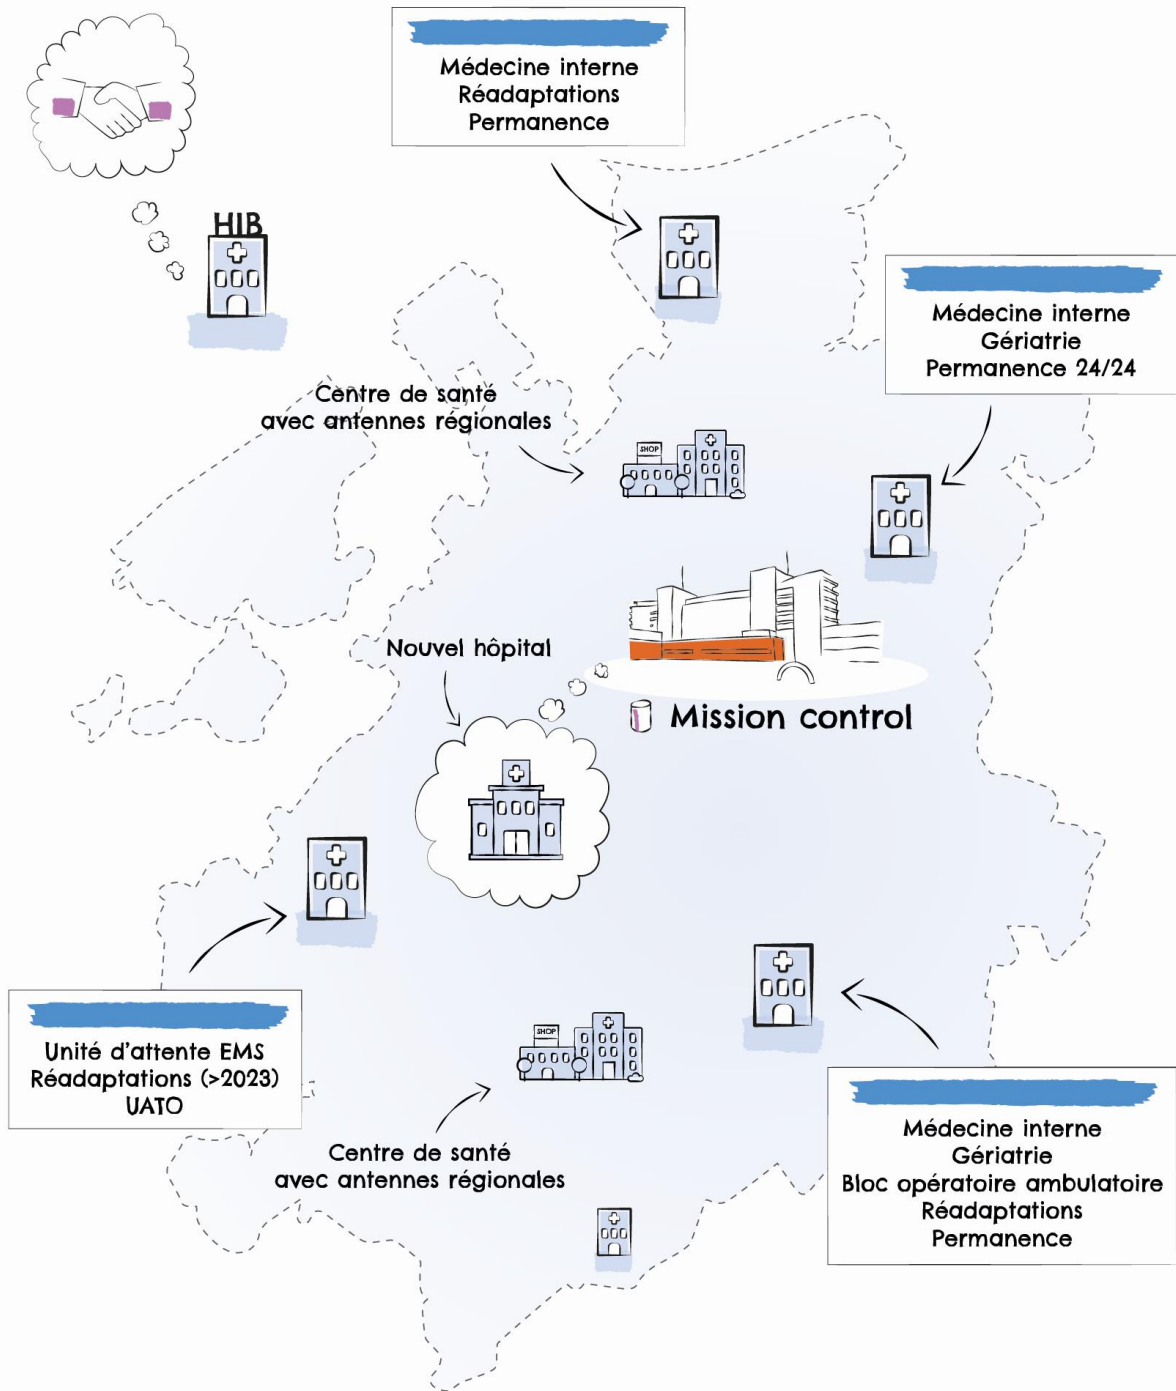 Médecine interne
Réadaptations
Permanence
HIB
Médecine interne
Gériatrie
Permanence 24/24
Centre de santé
avec antennes régionales
SHOP
Nouvel hôpital
Mission control
Unité d'attente EMS
Réadaptations (>2023)
UATO
SHOP
Centre de santé
avec antennes régionales
Médecine interne
Gériatrie
Bloc opératoire ambulatoire
Réadaptations
Permanence